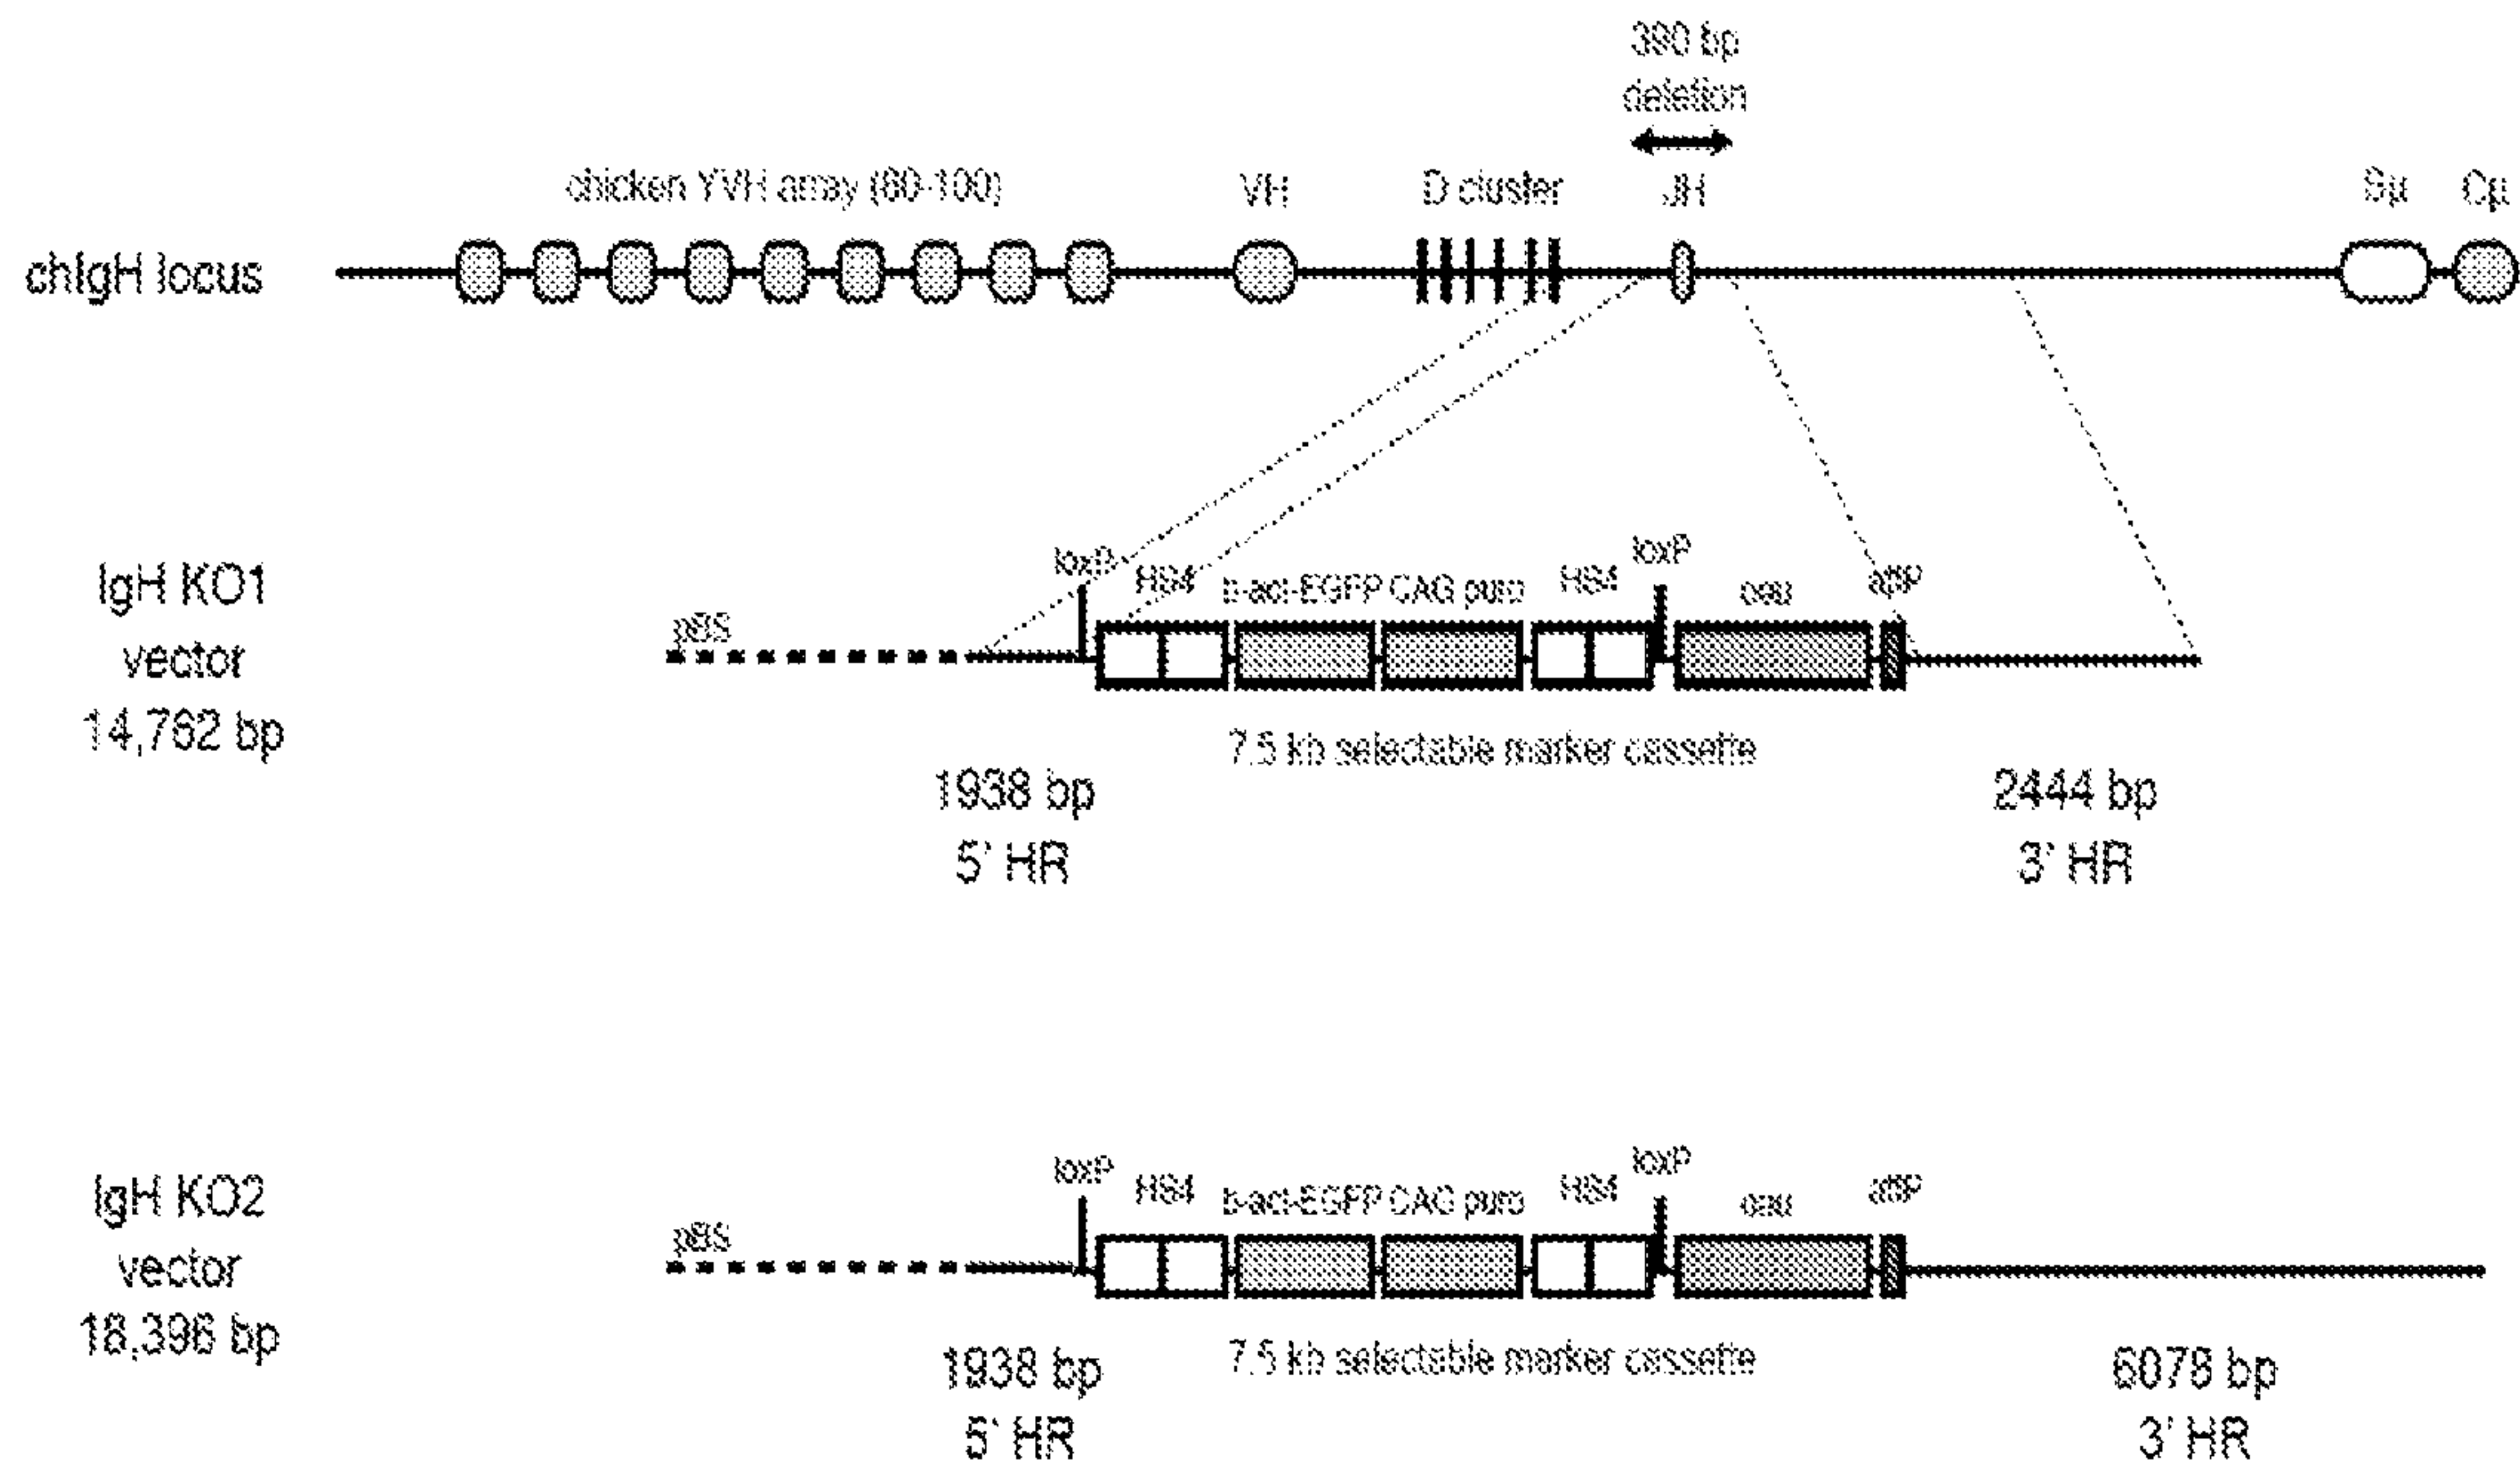 380 bp
deletion
chicken YVH array (80-100)
VH
D cluster
JH
Sμ
Cμ
chIgH locus
IgH KO1
vector
14,762 bp
pBS
loxP
HS4
b-act-EGFP CAG puro
HS4
loxP
attP
7.5 kb selectable marker cassette
1938 bp
5' HR
2444 bp
3' HR
IgH KO2
vector
18,396 bp
pBS
loxP
HS4
b-act-EGFP CAG puro
HS4
loxP
attP
7.5 kb selectable marker cassette
1938 bp
5' HR
6078 bp
3' HR